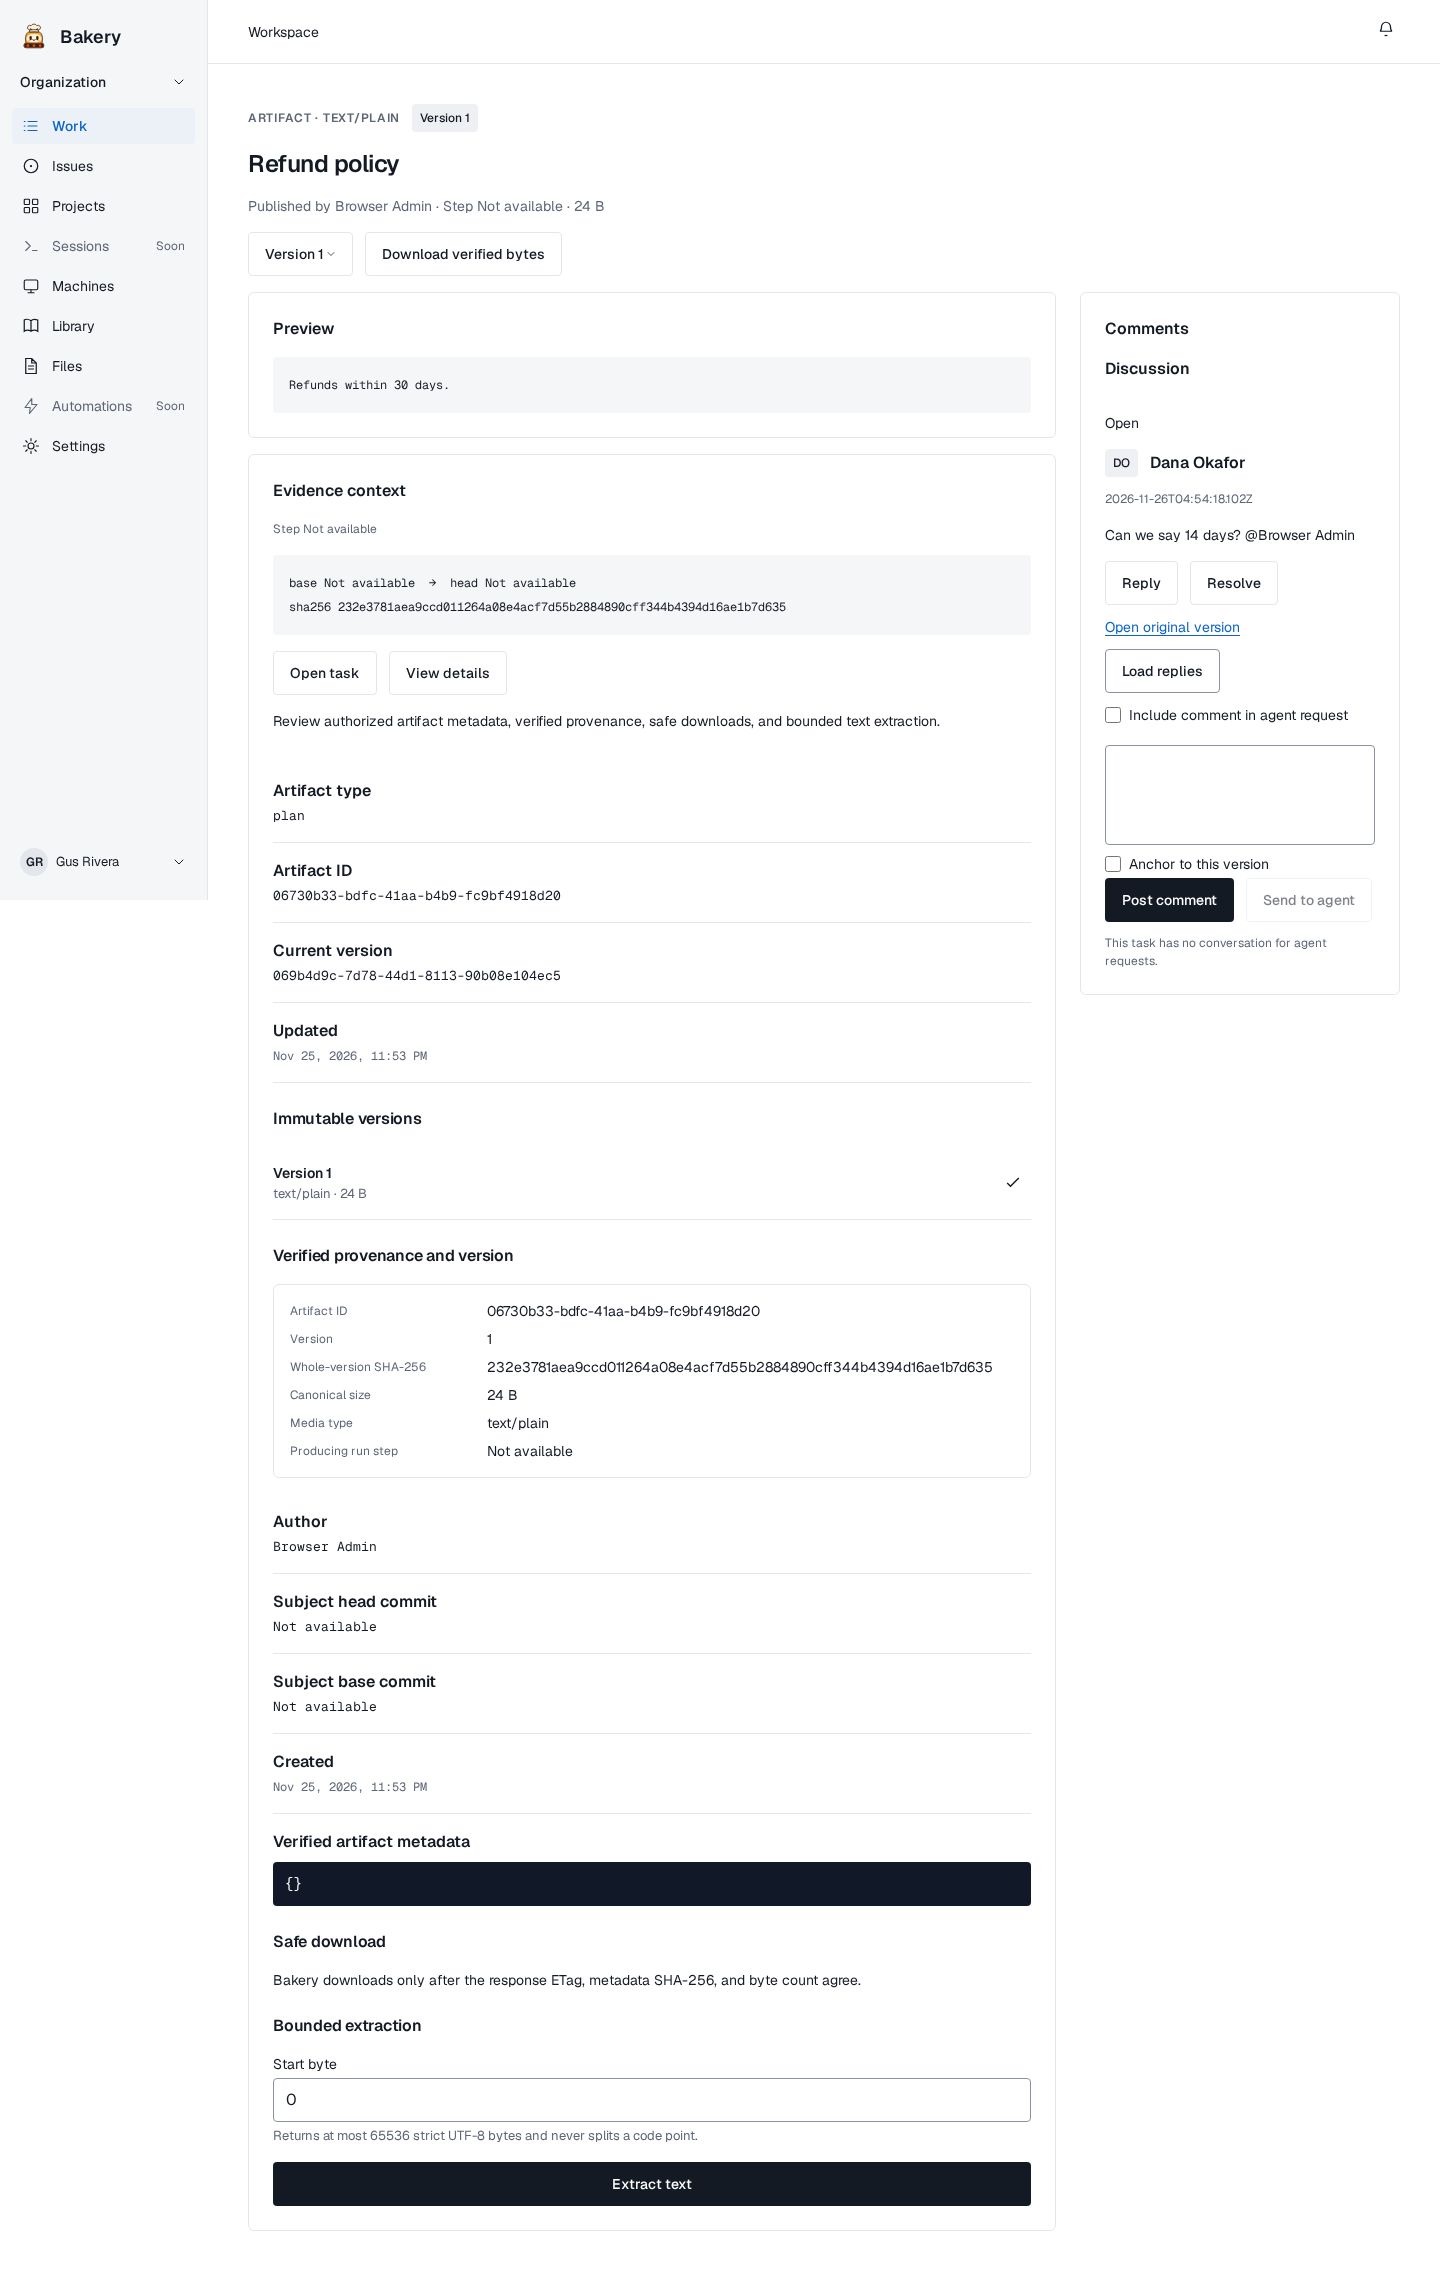 Bakery
Organization
Work
Issues
Projects
Sessions Soon
Machines
Library
Files
Automations Soon
Settings
GR Gus Rivera
Workspace
ARTIFACT · TEXT/PLAIN Version 1
Refund policy
Published by Browser Admin · Step Not available · 24 B
Version 1 Download verified bytes
Preview
Refunds within 30 days.
Evidence context
Step Not available
base Not available → head Not available
sha256 232e3781aea9ccd011264a08e4acf7d55b2884890cff344b4394d16ae1b7d635
Open task View details
Review authorized artifact metadata, verified provenance, safe downloads, and bounded text extraction.
Artifact type
plan
Artifact ID
06730b33-bdfc-41aa-b4b9-fc9bf4918d20
Current version
069b4d9c-7d78-44d1-8113-90b08e104ec5
Updated
Nov 25, 2026, 11:53 PM
Immutable versions
Version 1
text/plain · 24 B
Verified provenance and version
Artifact ID 06730b33-bdfc-41aa-b4b9-fc9bf4918d20
Version 1
Whole-version SHA-256 232e3781aea9ccd011264a08e4acf7d55b2884890cff344b4394d16ae1b7d635
Canonical size 24 B
Media type text/plain
Producing run step Not available
Author
Browser Admin
Subject head commit
Not available
Subject base commit
Not available
Created
Nov 25, 2026, 11:53 PM
Verified artifact metadata
{}
Safe download
Bakery downloads only after the response ETag, metadata SHA-256, and byte count agree.
Bounded extraction
Start byte
0
Returns at most 65536 strict UTF-8 bytes and never splits a code point.
Extract text
Comments
Discussion
Open
DO Dana Okafor
2026-11-26T04:54:18.102Z
Can we say 14 days? @Browser Admin
Reply Resolve
Open original version
Load replies
Include comment in agent request
Anchor to this version
Post comment Send to agent
This task has no conversation for agent
requests.